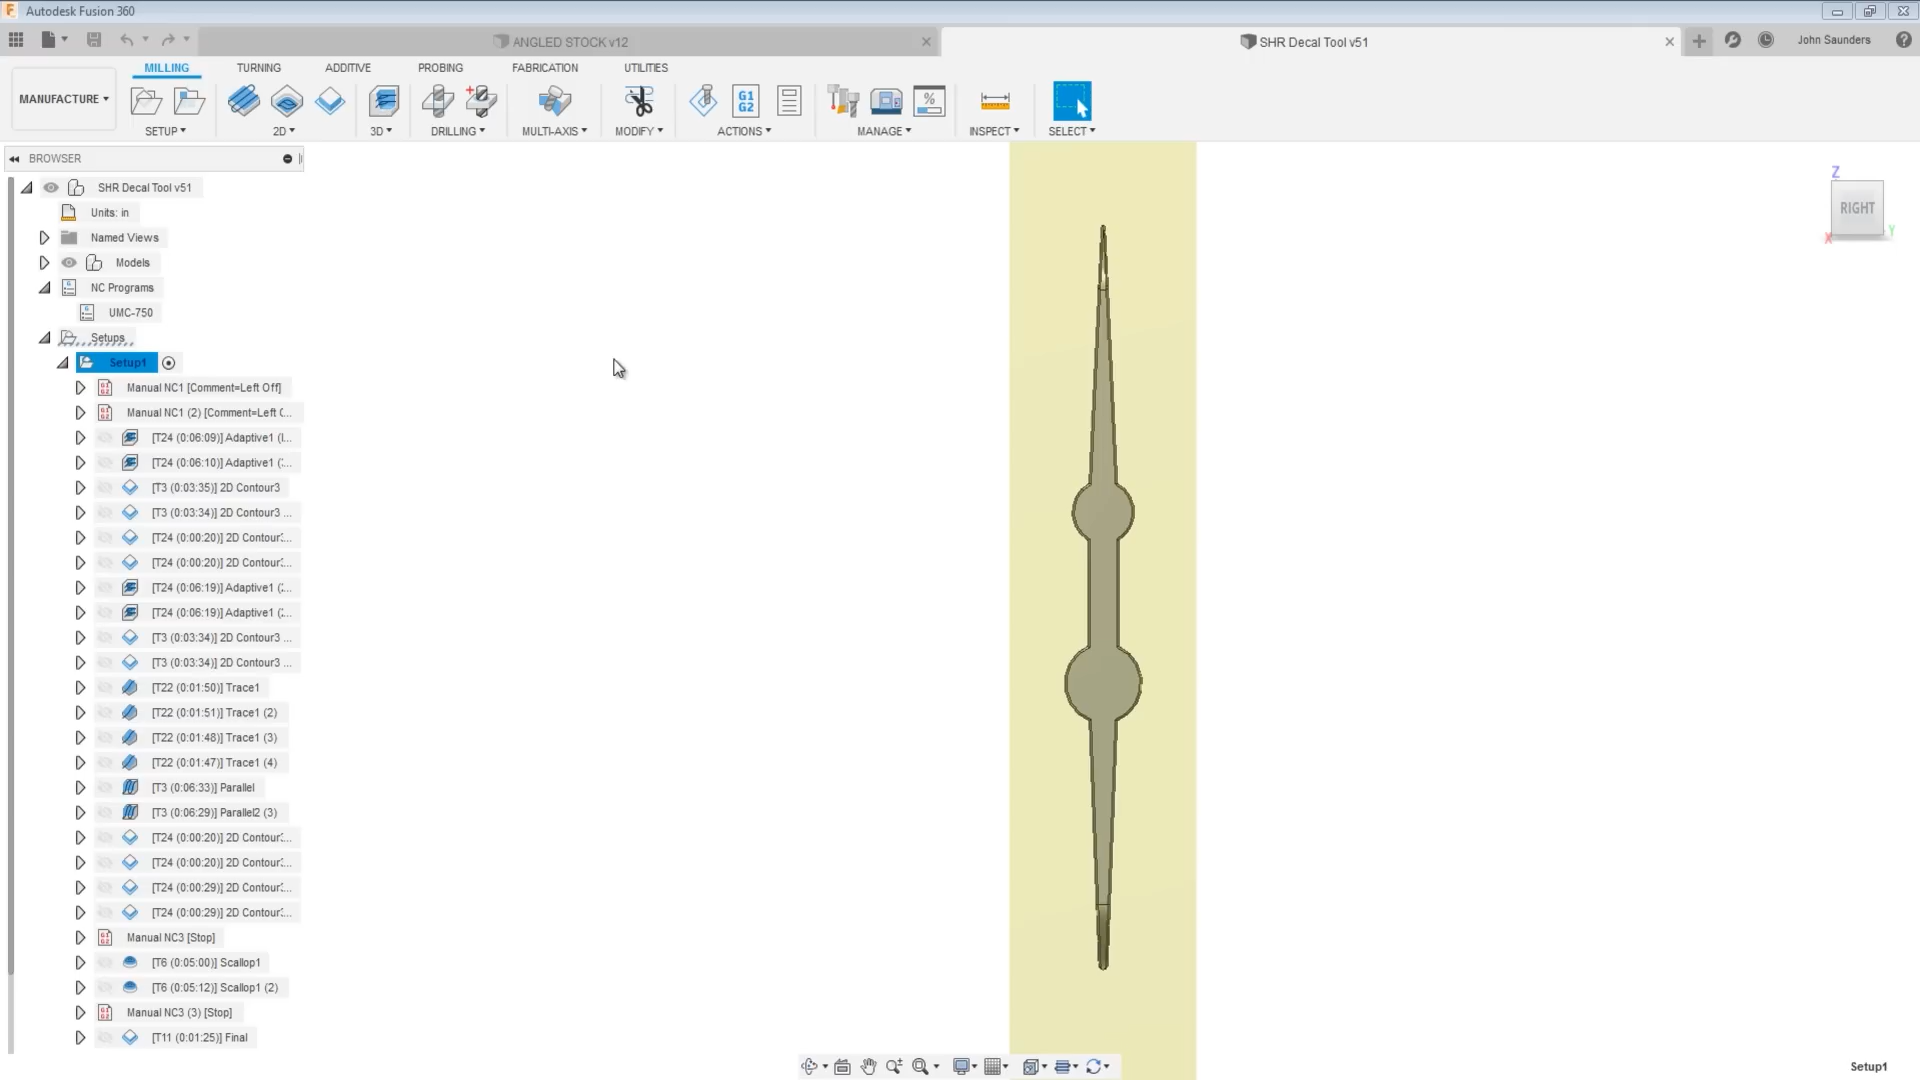 Autodesk Fusion 360
ANGLED STOCK v12
SHR Decal Tool v51
John Saunders
MANUFACTURE
MILLING TURNING ADDITIVE PROBING FABRICATION UTILITIES
G1
G2
%
SETUP 2D 3D DRILLING MULTI-AXIS MODIFY ACTIONS MANAGE INSPECT SELECT
BROWSER
SHR Decal Tool v51
Units: in
Named Views
Models
NC Programs
UMC-750
Setups
Setup1
Manual NC1 [Comment=Left Off]
Manual NC1 (2) [Comment=Left (...
[T24 (0:06:09)] Adaptive1 (I...
[T24 (0:06:10)] Adaptive1 (:...
[T3 (0:03:35)] 2D Contour3
[T3 (0:03:34)] 2D Contour3 ...
[T24 (0:00:20)] 2D Contour:...
[T24 (0:00:20)] 2D Contour:...
[T24 (0:06:19)] Adaptive1 (:...
[T24 (0:06:19)] Adaptive1 (:...
[T3 (0:03:34)] 2D Contour3 ...
[T3 (0:03:34)] 2D Contour3 ...
[T22 (0:01:50)] Trace1
[T22 (0:01:51)] Trace1 (2)
[T22 (0:01:48)] Trace1 (3)
[T22 (0:01:47)] Trace1 (4)
[T3 (0:06:33)] Parallel
[T3 (0:06:29)] Parallel2 (3)
[T24 (0:00:20)] 2D Contour:...
[T24 (0:00:20)] 2D Contour:...
[T24 (0:00:29)] 2D Contour:...
[T24 (0:00:29)] 2D Contour:...
Manual NC3 [Stop]
[T6 (0:05:00)] Scallop1
[T6 (0:05:12)] Scallop1 (2)
Manual NC3 (3) [Stop]
[T11 (0:01:25)] Final
Z
RIGHT
X
Y
Setup1